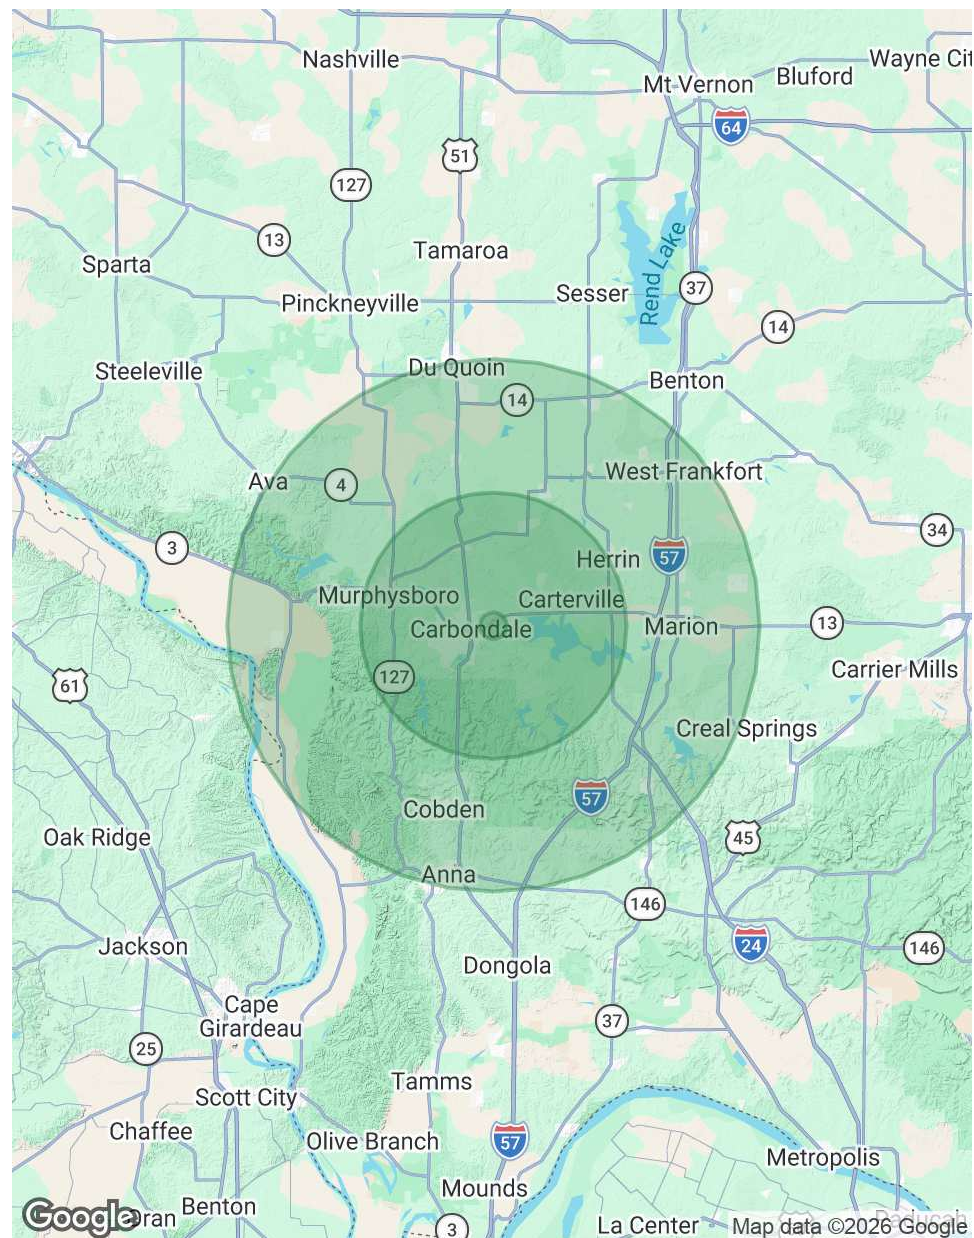 Nashville
Wayne Cit
Bluford
Mt Vernon
64
51
127
13
Tamaroa
Sparta
Rend Lake
37
Sesser
Pinckneyville
14
Steeleville
Du Quoin
Benton
14
West Frankfort
Ava
4
34
3
Herrin
57
Murphysboro
Carterville
Carbondale
Marion
13
127
Carrier Mills
61
Creal Springs
57
Cobden
Oak Ridge
45
Anna
146
Jackson
24
146
Dongola
Cape
Girardeau
37
25
Tamms
Scott City
Chaffee
Olive Branch
57
Metropolis
Mounds
Benton
Google
Oran
3
La Center
Paducah
Map data ©2026 Google